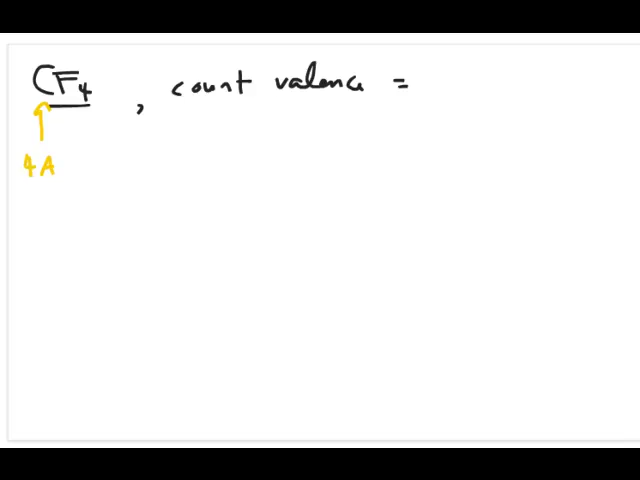 CF₄ , count valence =
4A